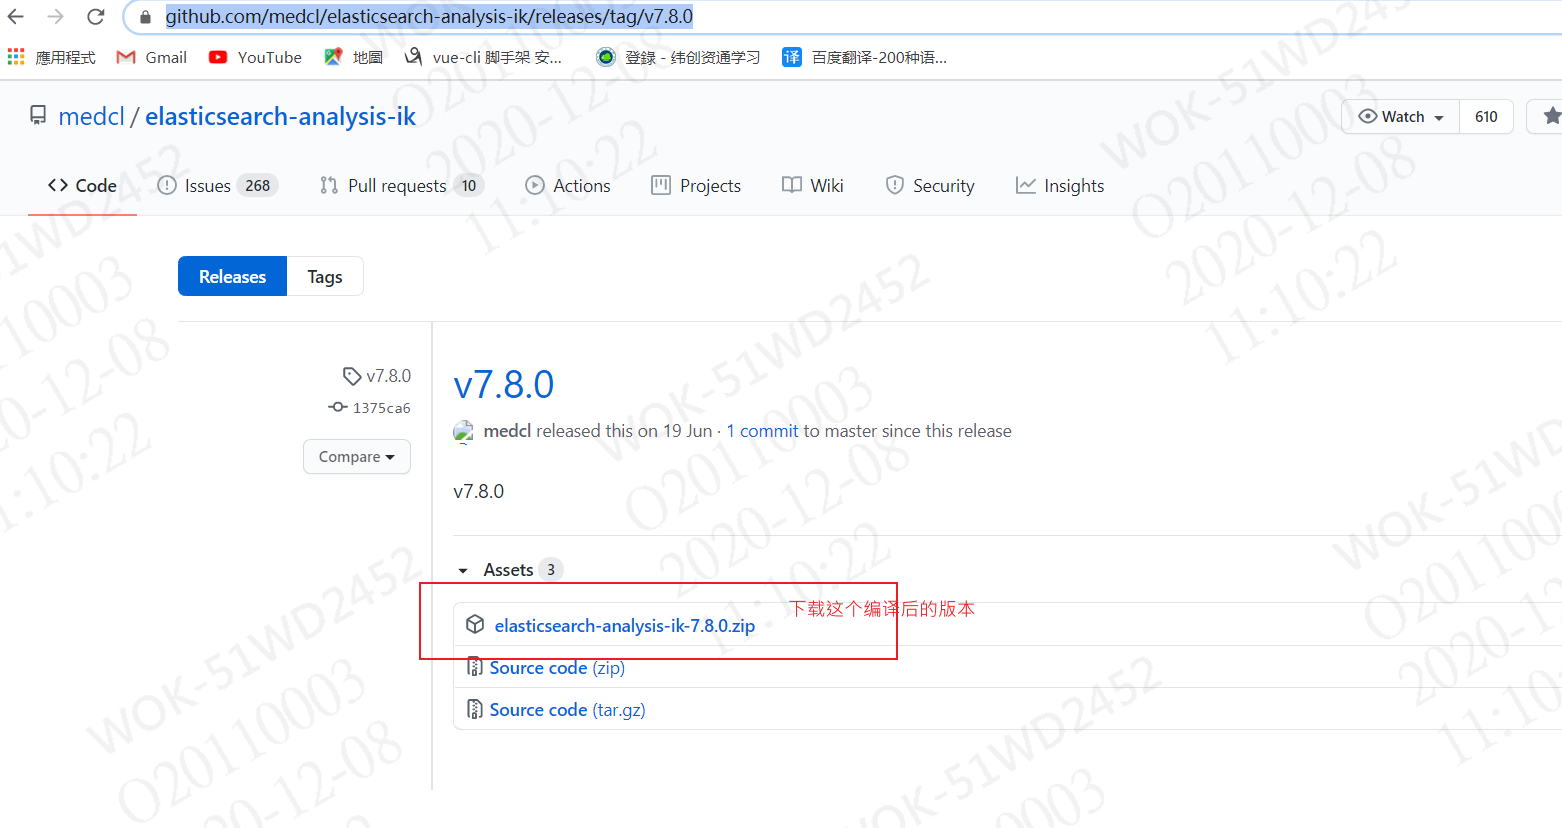 github.com/medcl/elasticsearch-analysis-ik/releases/tag/v7.8.0
應用程式 Gmail YouTube 地圖 vue-cli 脚手架 安... 登錄 - 纬创资通学习 百度翻译-200种语...
medcl / elasticsearch-analysis-ik
Watch 610
Code Issues 268 Pull requests 10 Actions Projects Wiki Security Insights
Releases Tags
v7.8.0
1375ca6
Compare
v7.8.0
medcl released this on 19 Jun · 1 commit to master since this release
v7.8.0
Assets 3
下载这个编译后的版本
elasticsearch-analysis-ik-7.8.0.zip
Source code (zip)
Source code (tar.gz)
WOK-51WD2452
O20110003
2020-12-08
11:10:22